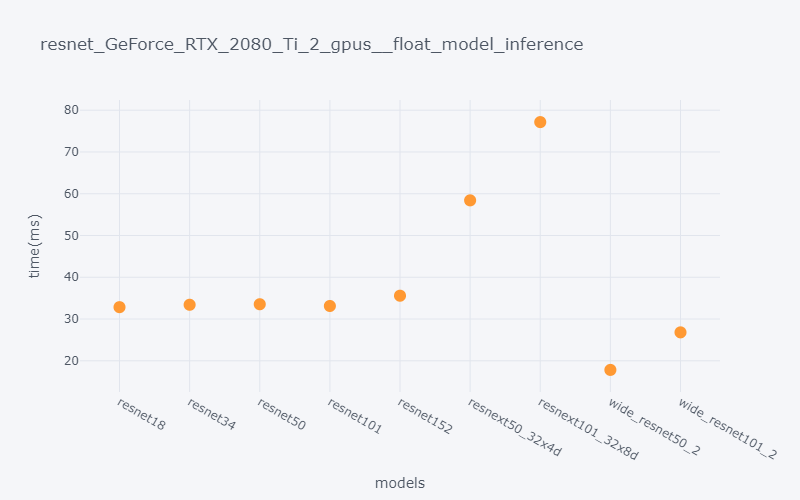 resnet_GeForce_RTX_2080_Ti_2_gpus__float_model_inference
80
70
60
50
40
30
20
time(ms)
resnet18
resnet34
resnet50
resnet101
resnet152
resnext50_32x4d
resnext101_32x8d
wide_resnet50_2
wide_resnet101_2
models